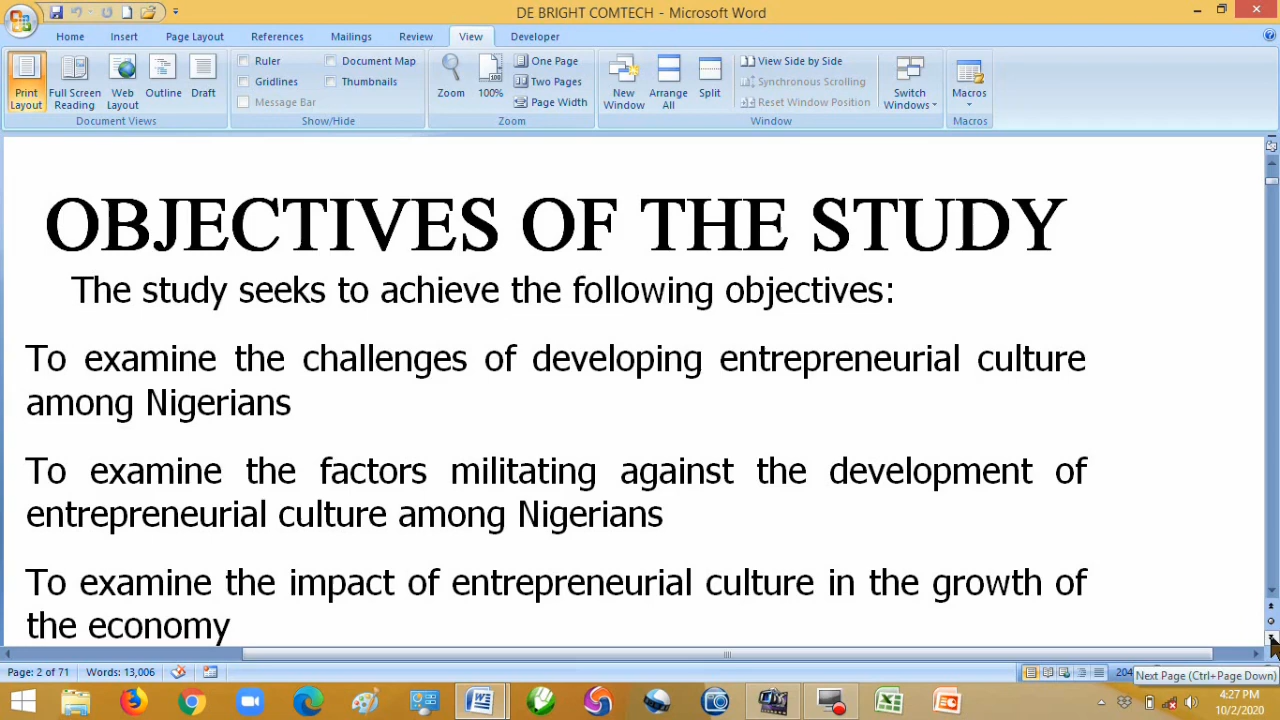 DE BRIGHT COMTECH - Microsoft Word
Home Insert Page Layout References Mailings Review View Developer
Print Layout
Full Screen Reading
Web Layout
Outline
Draft
Document Views
Ruler
Gridlines
Message Bar
Document Map
Thumbnails
Show/Hide
Zoom
100%
One Page
Two Pages
Page Width
Zoom
New Window
Arrange All
Split
View Side by Side
Synchronous Scrolling
Reset Window Position
Switch Windows
Window
Macros
Macros
OBJECTIVES OF THE STUDY
The study seeks to achieve the following objectives:
To examine the challenges of developing entrepreneurial culture
among Nigerians
To examine the factors militating against the development of
entrepreneurial culture among Nigerians
To examine the impact of entrepreneurial culture in the growth of
the economy
Page: 2 of 71 Words: 13,006
204
Next Page (Ctrl+Page Down)
4:27 PM
10/2/2020